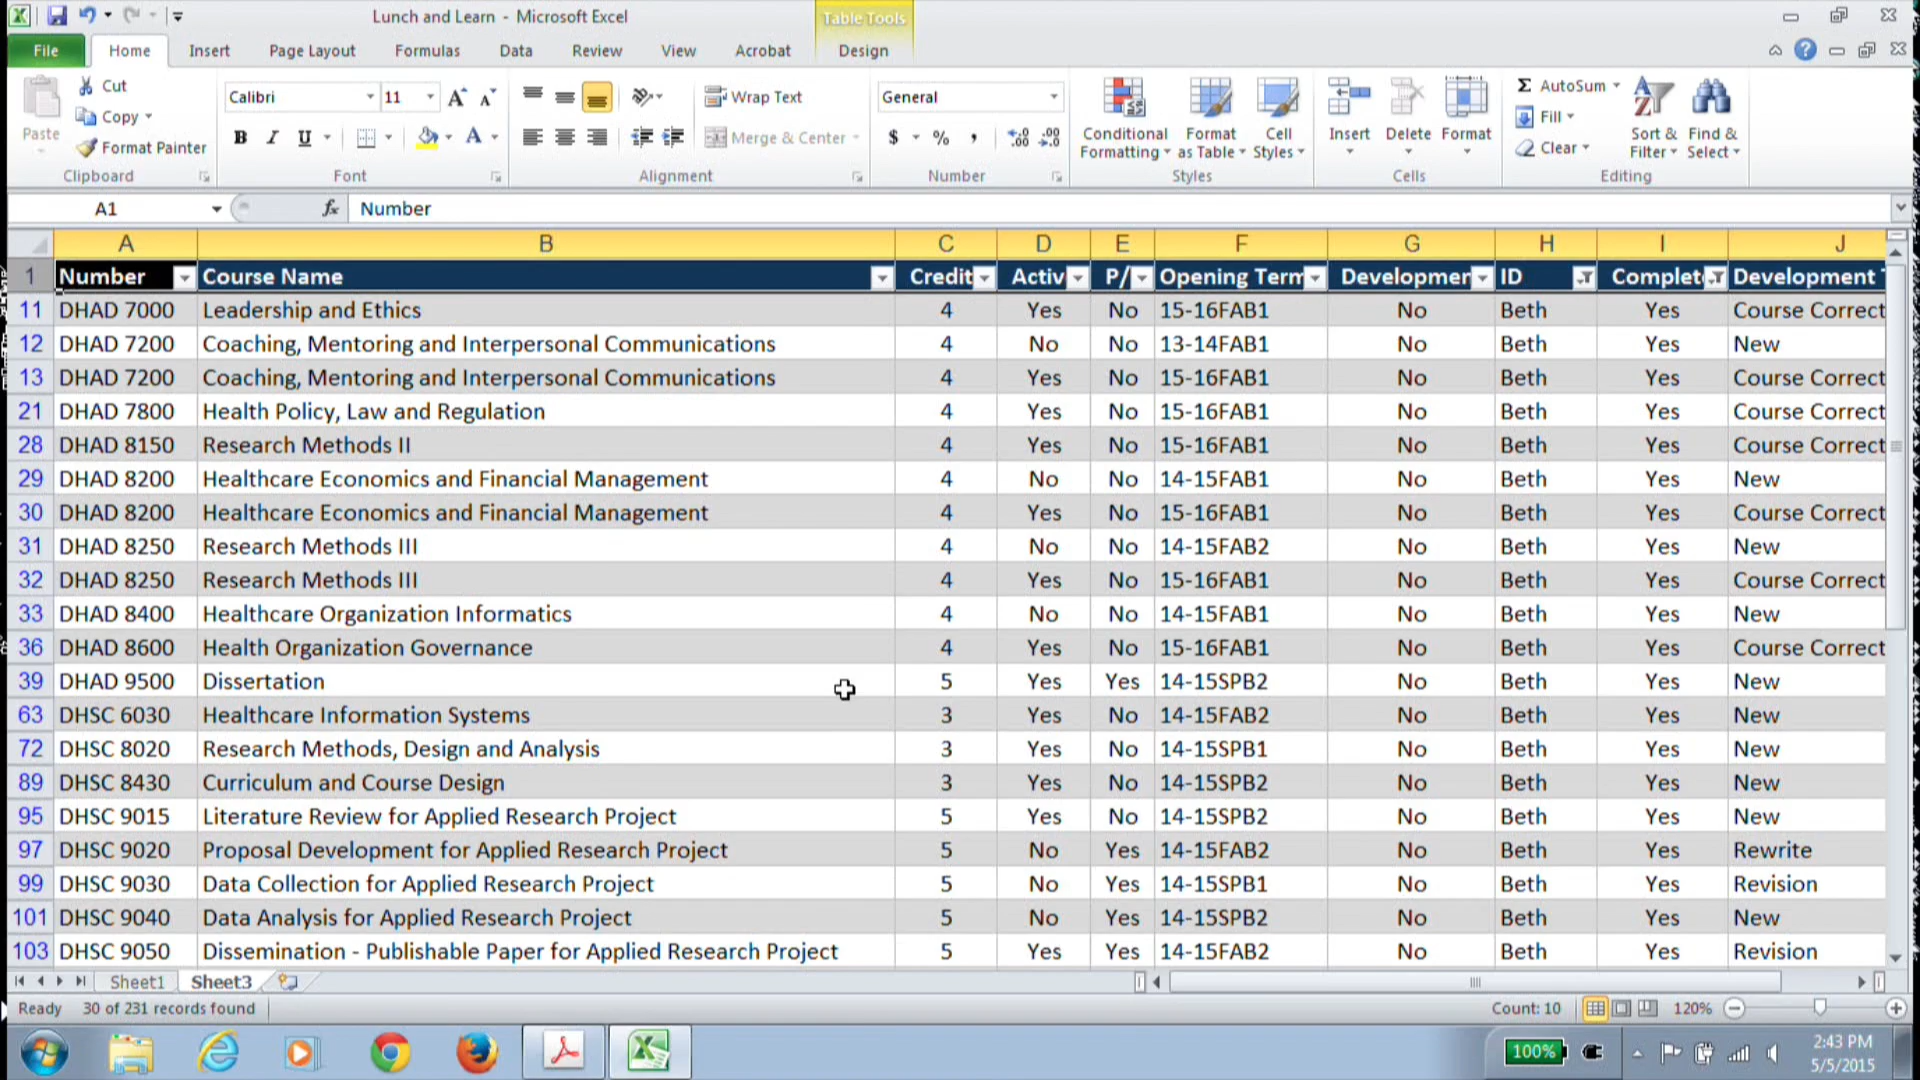 Lunch and Learn - Microsoft Excel
Table Tools
File Home Insert Page Layout Formulas Data Review View Acrobat Design
Paste
Cut
Copy
Format Painter
Clipboard
Calibri 11
B I U
Font
Wrap Text
Merge & Center
Alignment
General
$ % ,
Number
Conditional Formatting
Format as Table
Cell Styles
Styles
Insert Delete Format
Cells
Σ AutoSum
Fill
Clear
Sort & Filter
Find & Select
Editing
A1 fx Number
A B C D E F G H I J
1 Number Course Name Credit Activ P/ Opening Term Developmer ID Complet Development T
11 DHAD 7000 Leadership and Ethics 4 Yes No 15-16FAB1 No Beth Yes Course Correct
12 DHAD 7200 Coaching, Mentoring and Interpersonal Communications 4 No No 13-14FAB1 No Beth Yes New
13 DHAD 7200 Coaching, Mentoring and Interpersonal Communications 4 Yes No 15-16FAB1 No Beth Yes Course Correct
21 DHAD 7800 Health Policy, Law and Regulation 4 Yes No 15-16FAB1 No Beth Yes Course Correct
28 DHAD 8150 Research Methods II 4 Yes No 15-16FAB1 No Beth Yes Course Correct
29 DHAD 8200 Healthcare Economics and Financial Management 4 No No 14-15FAB1 No Beth Yes New
30 DHAD 8200 Healthcare Economics and Financial Management 4 Yes No 15-16FAB1 No Beth Yes Course Correct
31 DHAD 8250 Research Methods III 4 No No 14-15FAB2 No Beth Yes New
32 DHAD 8250 Research Methods III 4 Yes No 15-16FAB1 No Beth Yes Course Correct
33 DHAD 8400 Healthcare Organization Informatics 4 No No 14-15FAB1 No Beth Yes New
36 DHAD 8600 Health Organization Governance 4 Yes No 15-16FAB1 No Beth Yes Course Correct
39 DHAD 9500 Dissertation 5 Yes Yes 14-15SPB2 No Beth Yes New
63 DHSC 6030 Healthcare Information Systems 3 Yes No 14-15FAB2 No Beth Yes New
72 DHSC 8020 Research Methods, Design and Analysis 3 Yes No 14-15SPB1 No Beth Yes New
89 DHSC 8430 Curriculum and Course Design 3 Yes No 14-15SPB2 No Beth Yes New
95 DHSC 9015 Literature Review for Applied Research Project 5 Yes No 14-15SPB2 No Beth Yes New
97 DHSC 9020 Proposal Development for Applied Research Project 5 No Yes 14-15FAB2 No Beth Yes Rewrite
99 DHSC 9030 Data Collection for Applied Research Project 5 No Yes 14-15SPB1 No Beth Yes Revision
101 DHSC 9040 Data Analysis for Applied Research Project 5 No Yes 14-15SPB2 No Beth Yes New
103 DHSC 9050 Dissemination - Publishable Paper for Applied Research Project 5 Yes Yes 14-15FAB2 No Beth Yes Revision
Sheet1 Sheet3
Ready 30 of 231 records found Count: 10 120%
100% 2:43 PM
5/5/2015